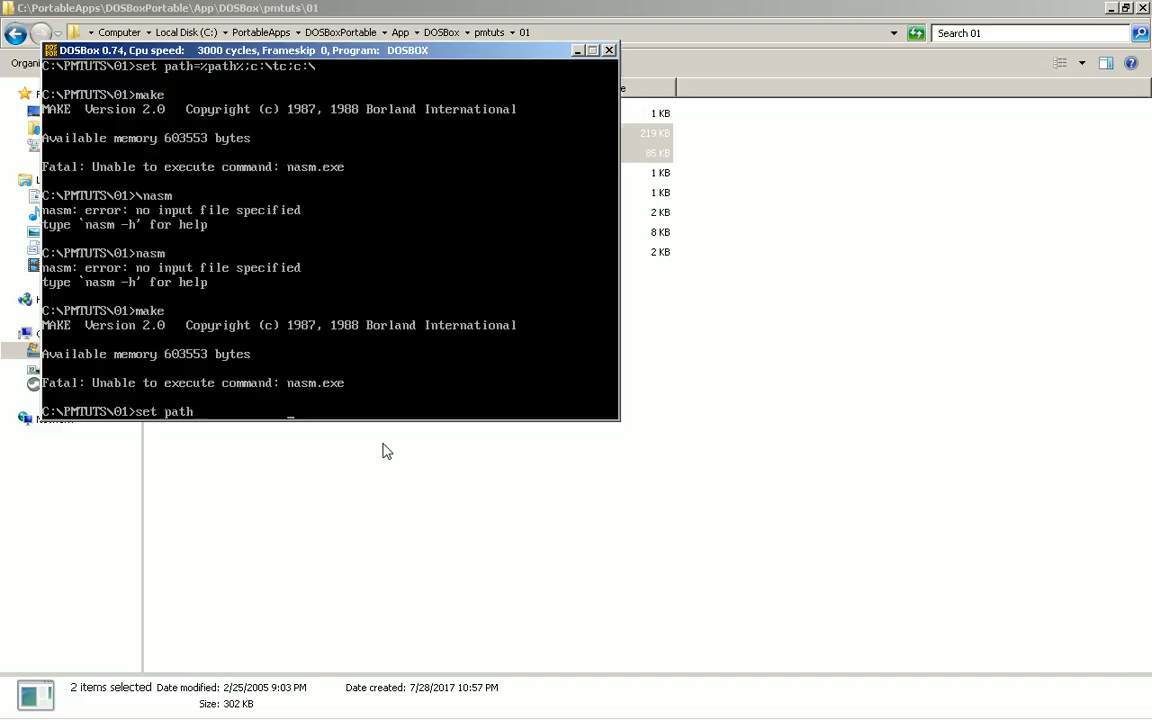 C:\PortableApps\DOSBoxPortable\App\DOSBox\pmtuts\01
Computer Local Disk (C:) PortableApps DOSBoxPortable App DOSBox pmtuts 01
Search 01
DOSBox 0.74, Cpu speed: 3000 cycles, Frameskip 0, Program: DOSBOX
Organi
C:\PMTUTS\01>set path=%path%;c:\tc;c:\
C:\PMTUTS\01>make
MAKE Version 2.0 Copyright (c) 1987, 1988 Borland International
1 KB
Available memory 603553 bytes
219 KB
85 KB
Fatal: Unable to execute command: nasm.exe
1 KB
C:\PMTUTS\01>\nasm
1 KB
nasm: error: no input file specified
2 KB
type `nasm -h' for help
8 KB
C:\PMTUTS\01>nasm
2 KB
nasm: error: no input file specified
type `nasm -h' for help
C:\PMTUTS\01>make
MAKE Version 2.0 Copyright (c) 1987, 1988 Borland International
Available memory 603553 bytes
Fatal: Unable to execute command: nasm.exe
C:\PMTUTS\01>set path _
2 items selected Date modified: 2/25/2005 9:03 PM Date created: 7/28/2017 10:57 PM
Size: 302 KB